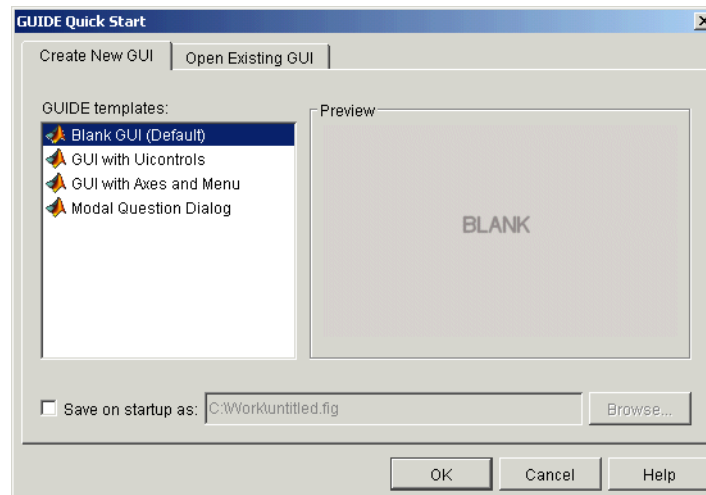 GUIDE Quick Start
Create New GUI
Open Existing GUI
GUIDE templates:
Blank GUI (Default)
GUI with Uicontrols
GUI with Axes and Menu
Modal Question Dialog
Preview
BLANK
Save on startup as:
C:\Work\untitled.fig
Browse...
OK
Cancel
Help